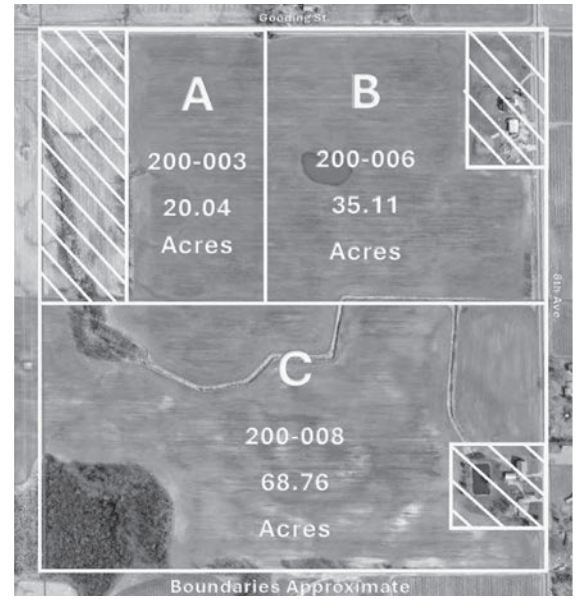 Gooding St.
A
200-003
20.04
Acres
B
200-006
35.11
Acres
8th Ave.
C
200-008
68.76
Acres
Boundaries Approximate